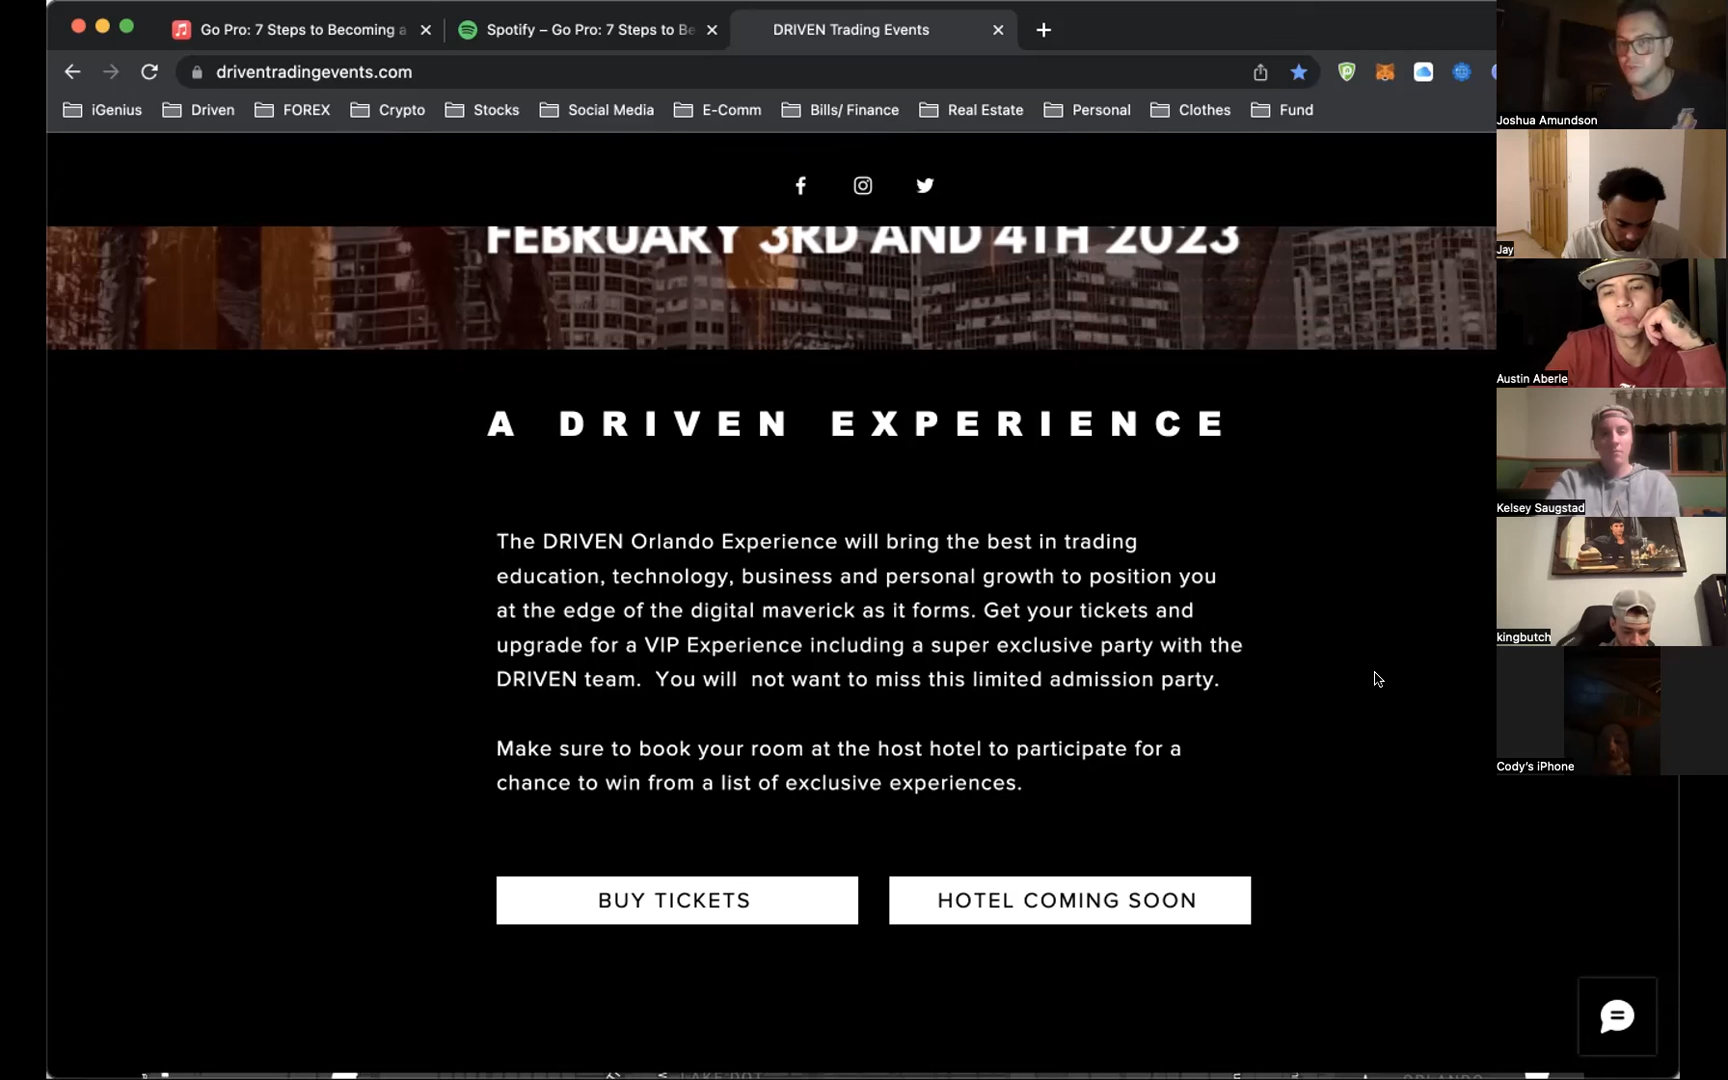 Go Pro: 7 Steps to Becoming a
Spotify – Go Pro: 7 Steps to Be
DRIVEN Trading Events
driventradingevents.com
iGenius
Driven
FOREX
Crypto
Stocks
Social Media
E-Comm
Bills/ Finance
Real Estate
Personal
Clothes
Fund
FEBRUARY 3RD AND 4TH 2023
A DRIVEN EXPERIENCE
The DRIVEN Orlando Experience will bring the best in trading
education, technology, business and personal growth to position you
at the edge of the digital maverick as it forms. Get your tickets and
upgrade for a VIP Experience including a super exclusive party with the
DRIVEN team.  You will  not want to miss this limited admission party.
Make sure to book your room at the host hotel to participate for a
chance to win from a list of exclusive experiences.
BUY TICKETS
HOTEL COMING SOON
Joshua Amundson
Jay
Austin Aberle
Kelsey Saugstad
kingbutch
Cody's iPhone